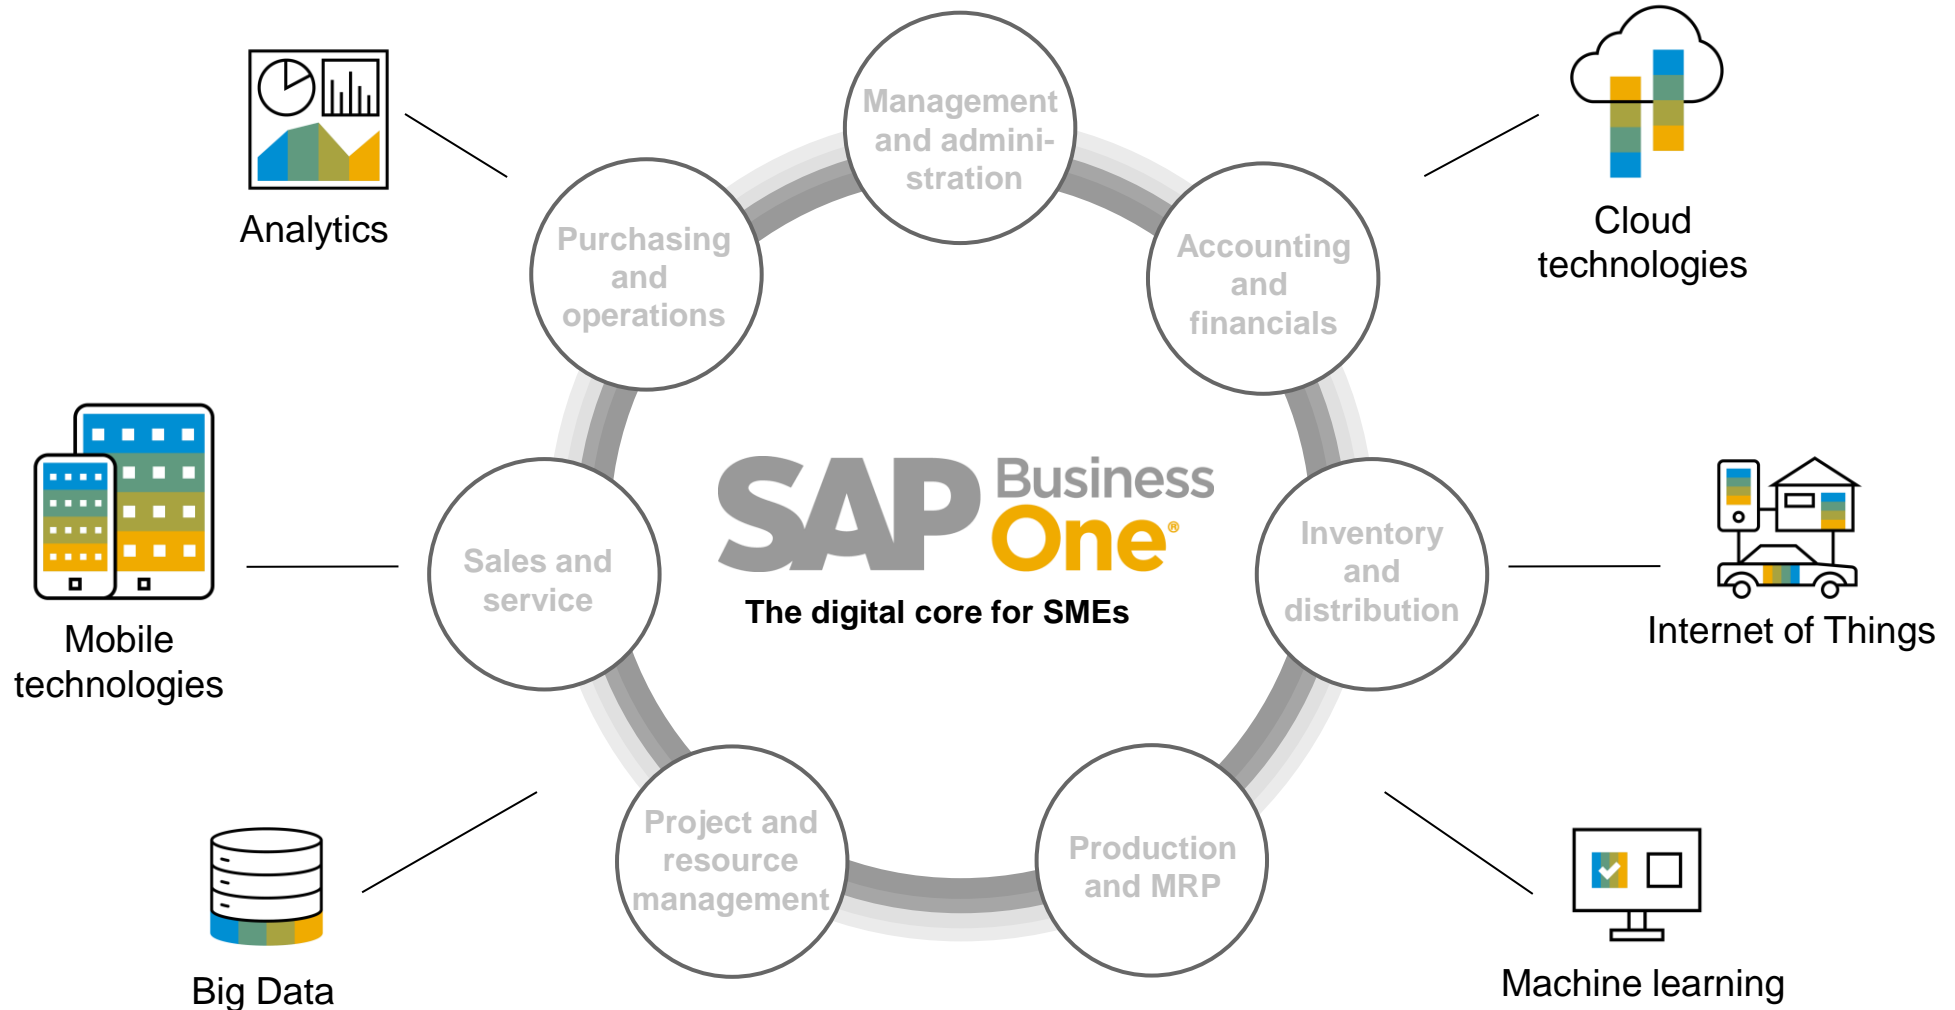 Analytics
Management
and admini-
stration
Cloud
technologies
Purchasing
and
operations
Accounting
and
financials
Mobile
technologies
Sales and
service
SAP Business
One®
The digital core for SMEs
Inventory
and
distribution
Internet of Things
Big Data
Project and
resource
management
Production
and MRP
Machine learning